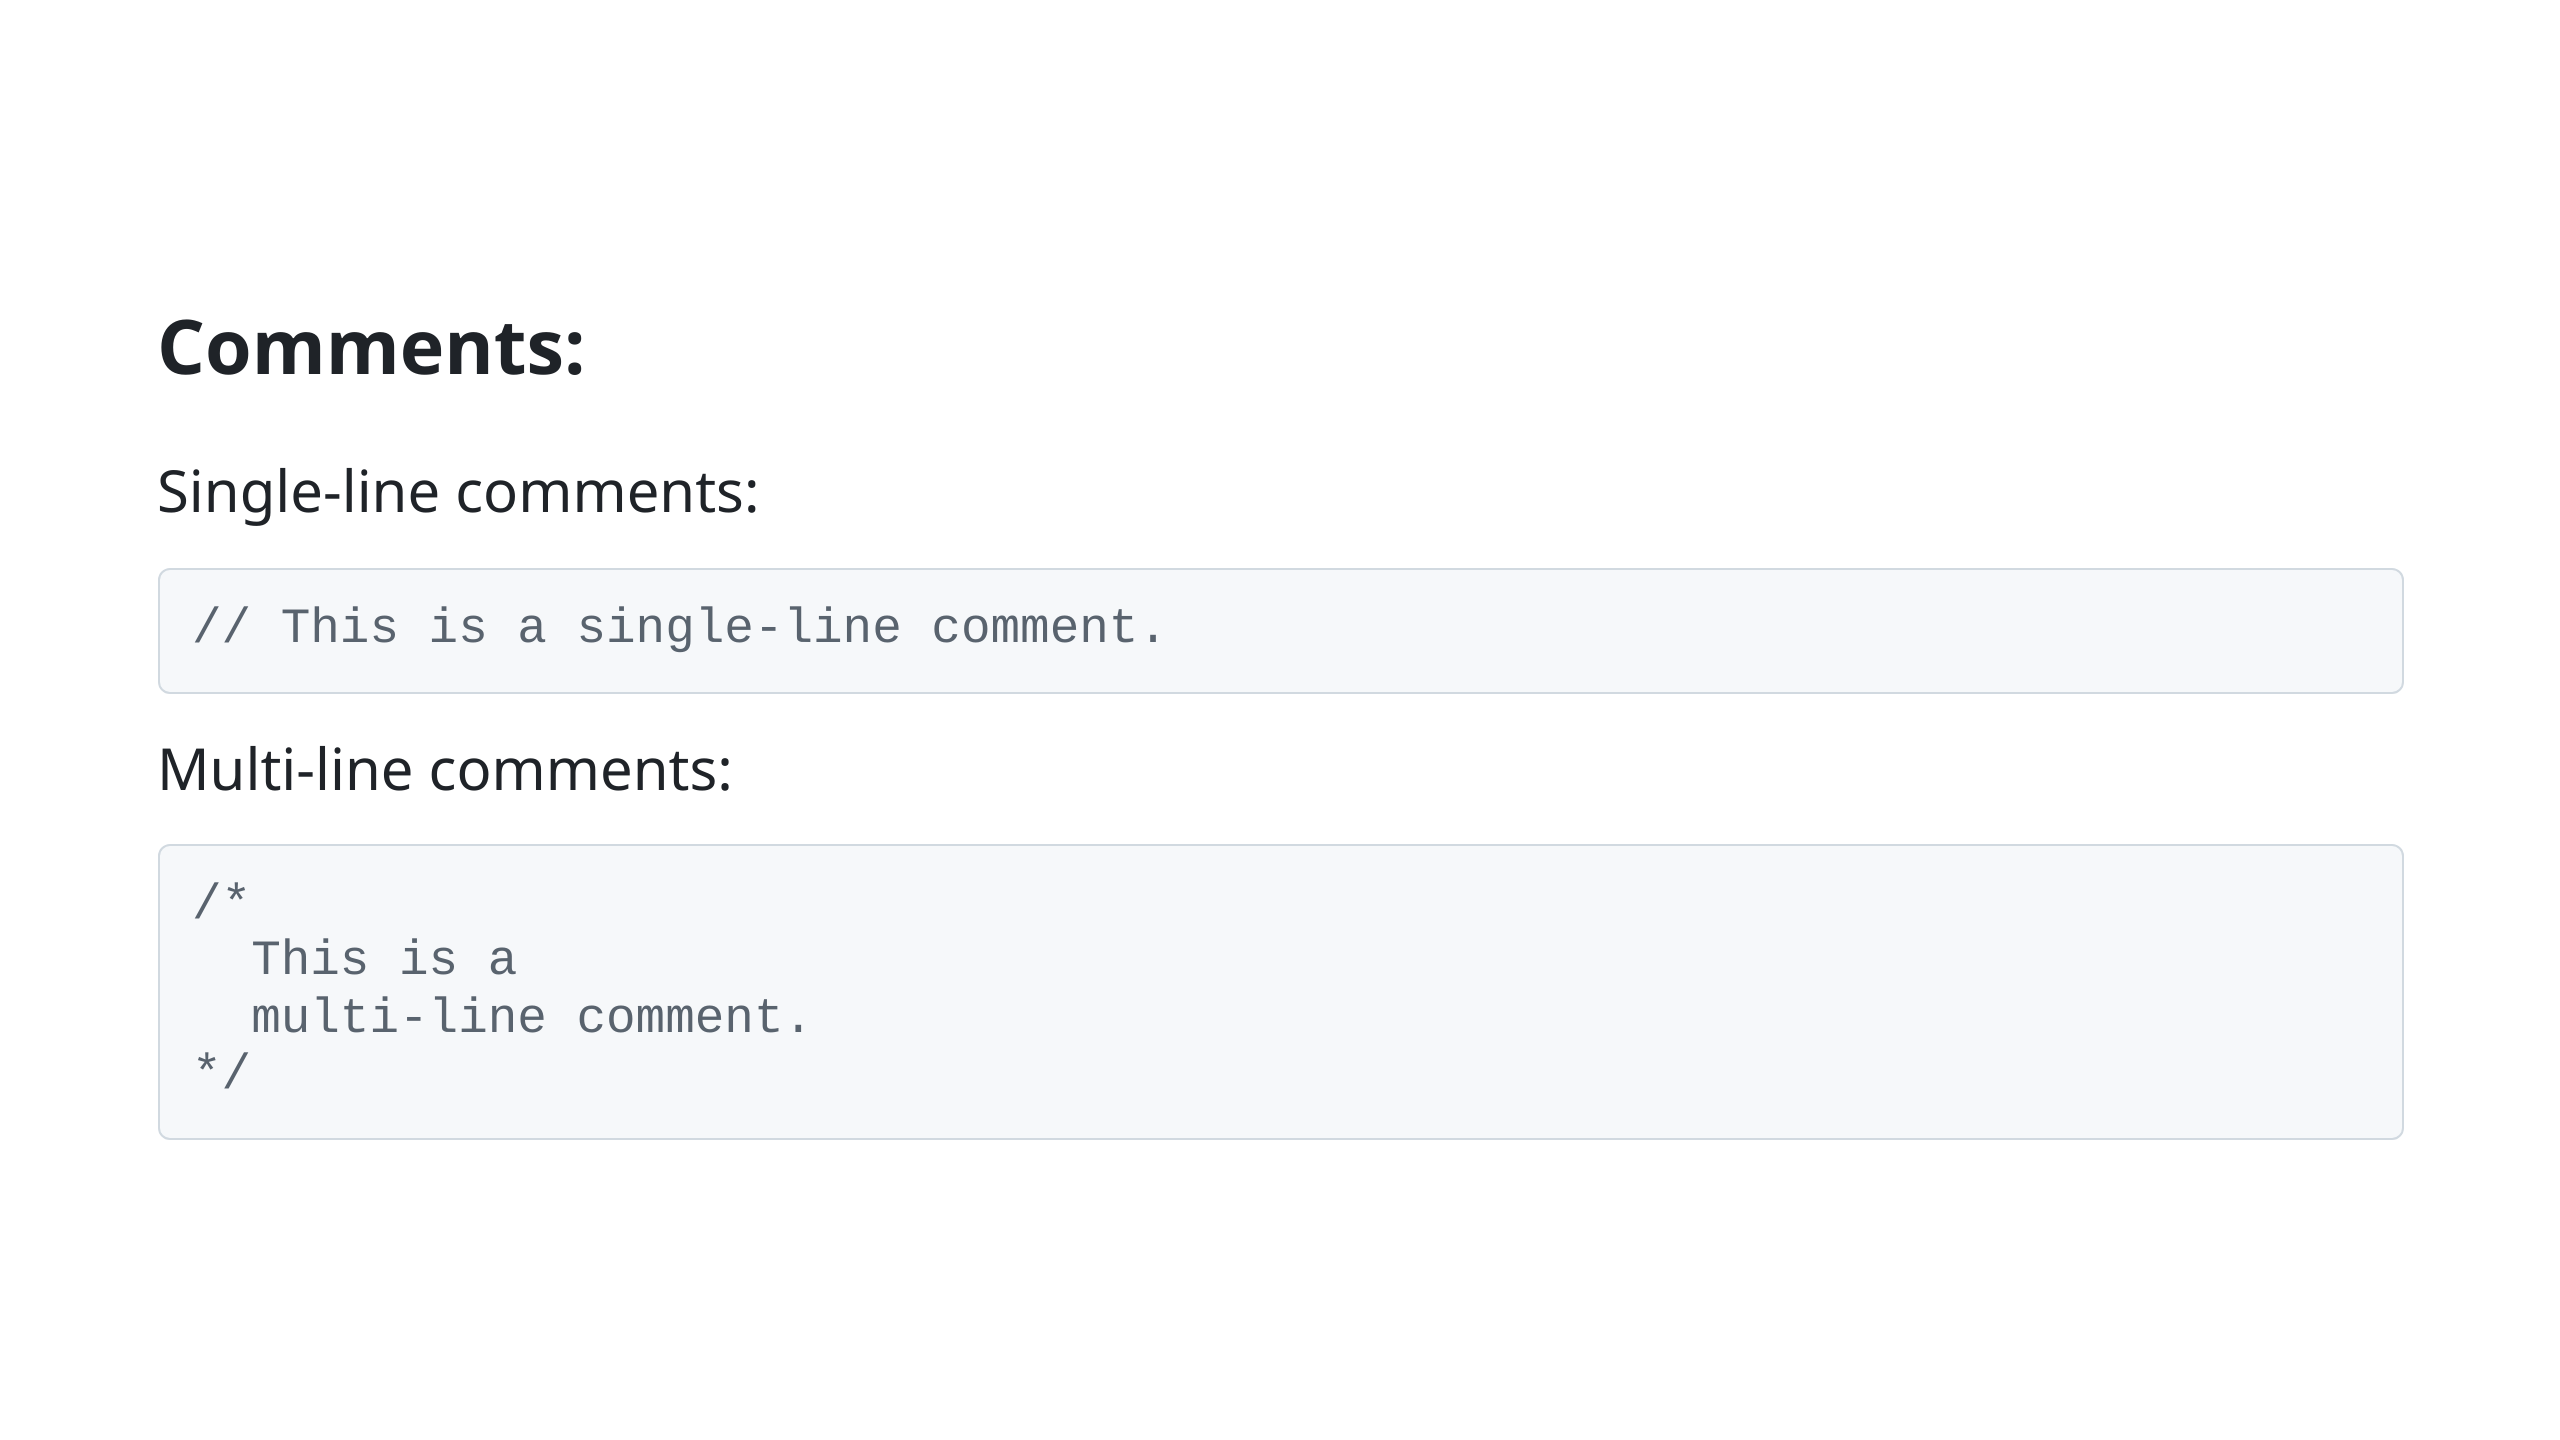 Comments:
Single-line comments:
// This is a single-line comment.
Multi-line comments:
/*
  This is a
  multi-line comment.
*/